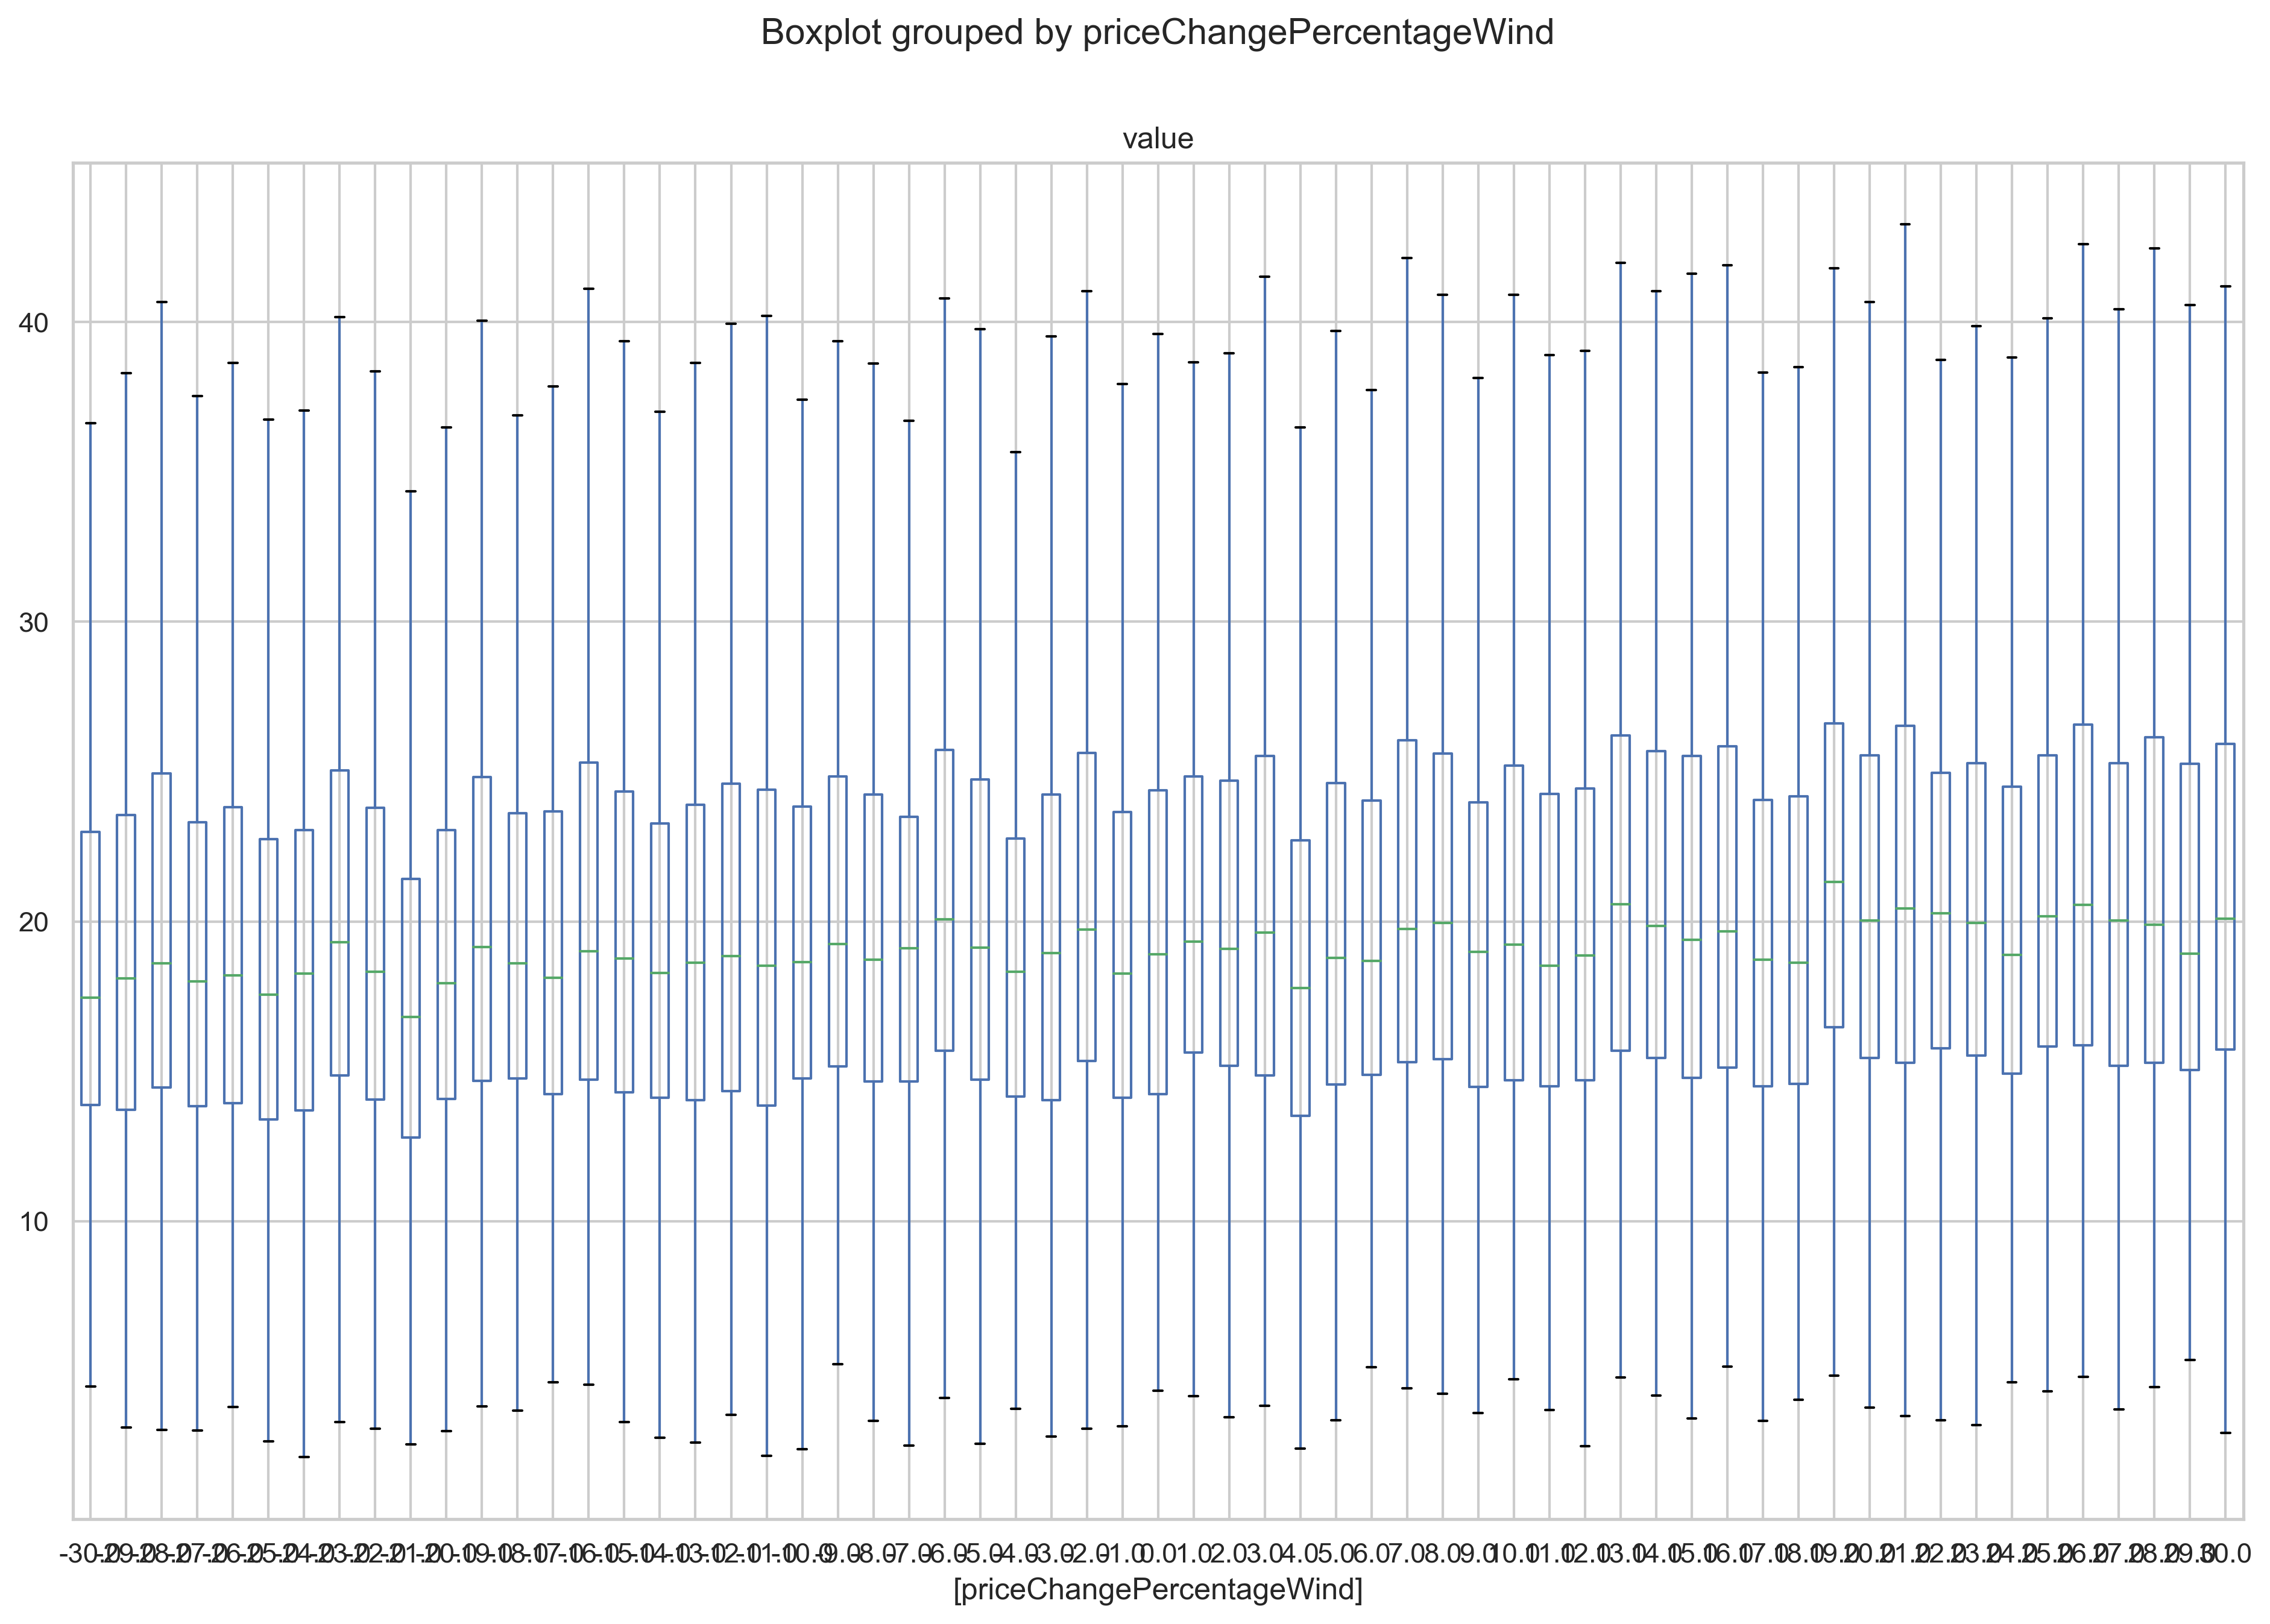 Boxplot grouped by priceChangePercentageWind
value
40
30
20
10
-30.0 -29.0 -28.0 -27.0 -26.0 -25.0 -24.0 -23.0 -22.0 -21.0 -20.0 -19.0 -18.0 -17.0 -16.0 -15.0 -14.0 -13.0 -12.0 -11.0 -10.0 -9.0 -8.0 -7.0 -6.0 -5.0 -4.0 -3.0 -2.0 -1.0 0.0 1.0 2.0 3.0 4.0 5.0 6.0 7.0 8.0 9.0 10.0 11.0 12.0 13.0 14.0 15.0 16.0 17.0 18.0 19.0 20.0 21.0 22.0 23.0 24.0 25.0 26.0 27.0 28.0 29.0 30.0
[priceChangePercentageWind]